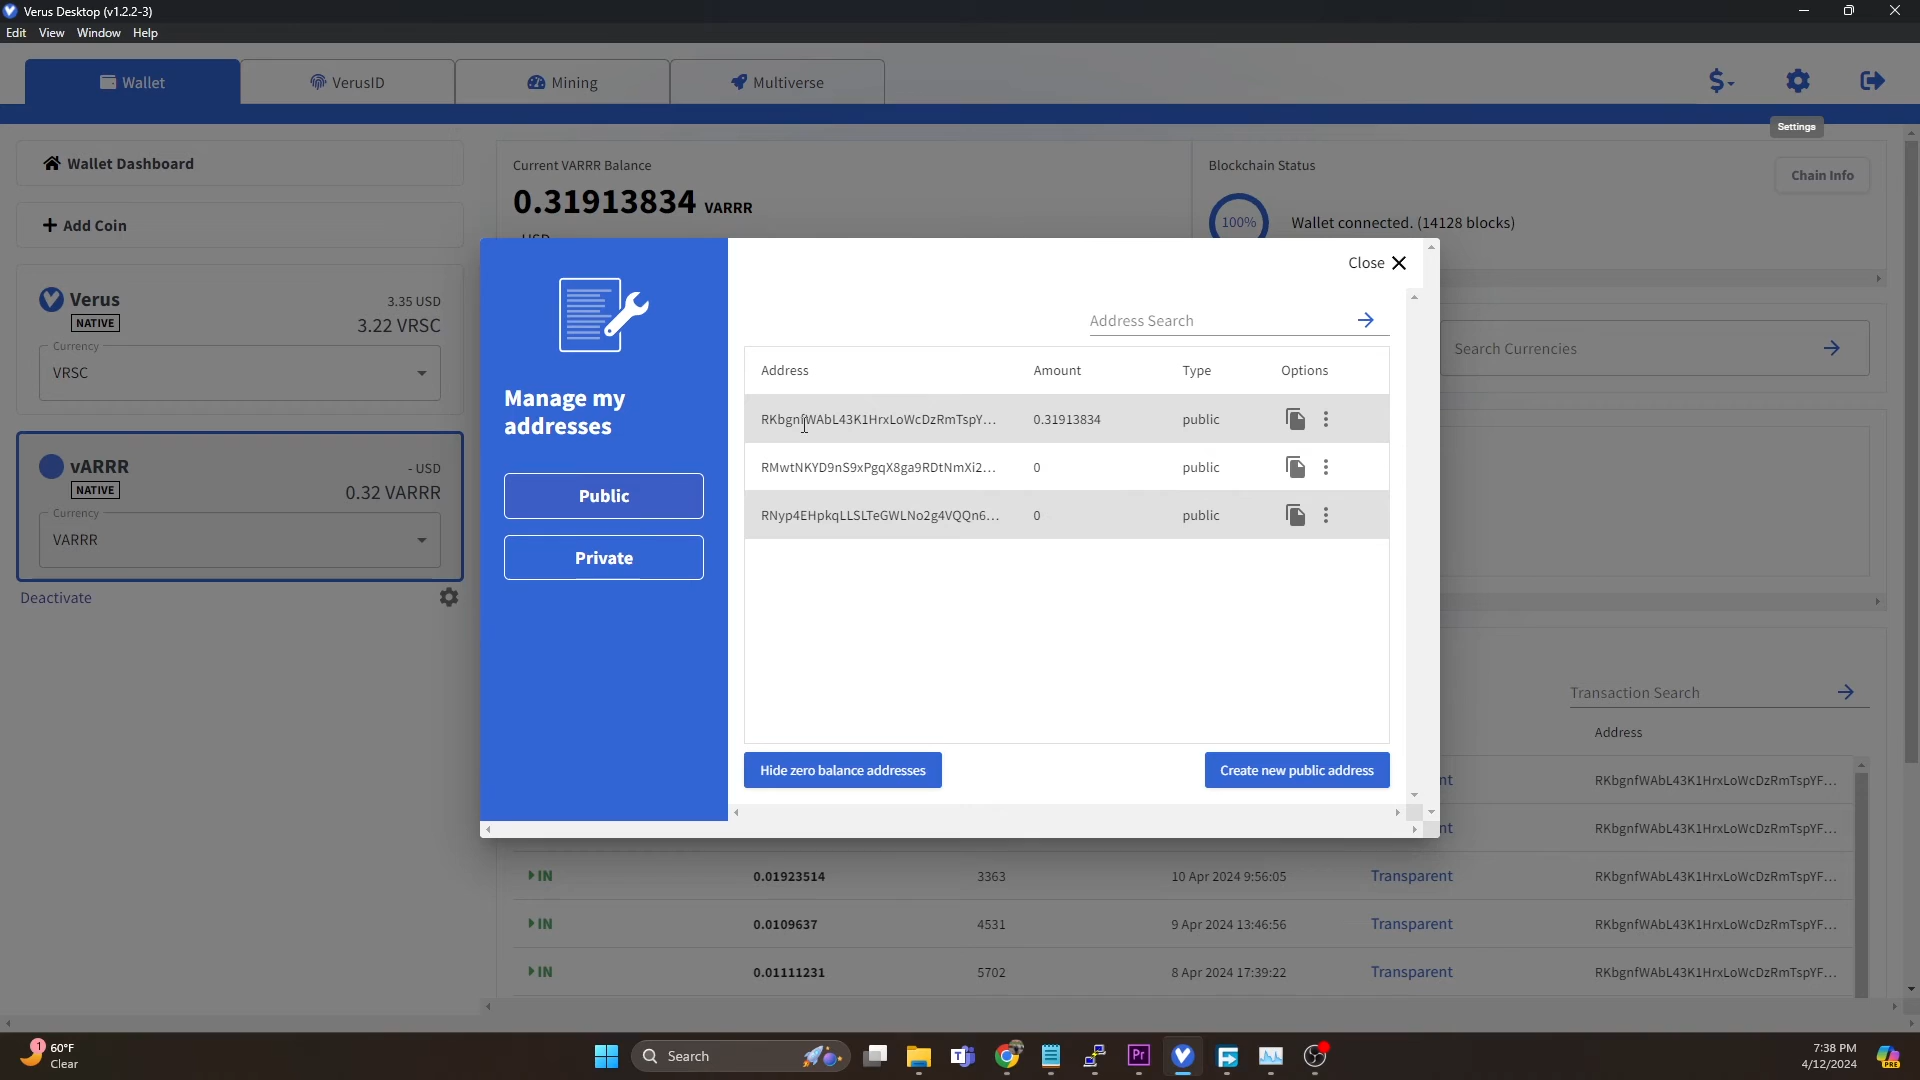 Verus Desktop (v1.2.2-3)
Edit View Window Help
Wallet
VerusID
Mining
Multiverse
$
Settings
Wallet Dashboard
Add Coin
Verus
NATIVE
3.35 USD
3.22 VRSC
Currency
VRSC
vARRR
NATIVE
- USD
0.32 VARRR
Currency
VARRR
Deactivate
Current VARRR Balance
0.31913834 VARRR
- USD
Blockchain Status
Chain Info
100%
Wallet connected. (14128 blocks)
Search Currencies
Close
Manage my
addresses
Public
Private
Address Search
Address Amount Type Options
RKbgnfWAbL43K1HrxLoWcDzRmTspY... 0.31913834 public
RMwtNKYD9nS9xPgqX8ga9RDtNmXi2... 0 public
RNyp4EHpkqLLSLTeGWLNo2g4VQQn6... 0 public
Hide zero balance addresses
Create new public address
Transaction Search
Address
nt RKbgnfWAbL43K1HrxLoWcDzRmTspYF...
nt RKbgnfWAbL43K1HrxLoWcDzRmTspYF...
IN 0.01923514 3363 10 Apr 2024 9:56:05 Transparent RKbgnfWAbL43K1HrxLoWcDzRmTspYF...
IN 0.0109637 4531 9 Apr 2024 13:46:56 Transparent RKbgnfWAbL43K1HrxLoWcDzRmTspYF...
IN 0.01111231 5702 8 Apr 2024 17:39:22 Transparent RKbgnfWAbL43K1HrxLoWcDzRmTspYF...
1
60°F
Clear
Search
T
Pr
7:38 PM
4/12/2024
PRE